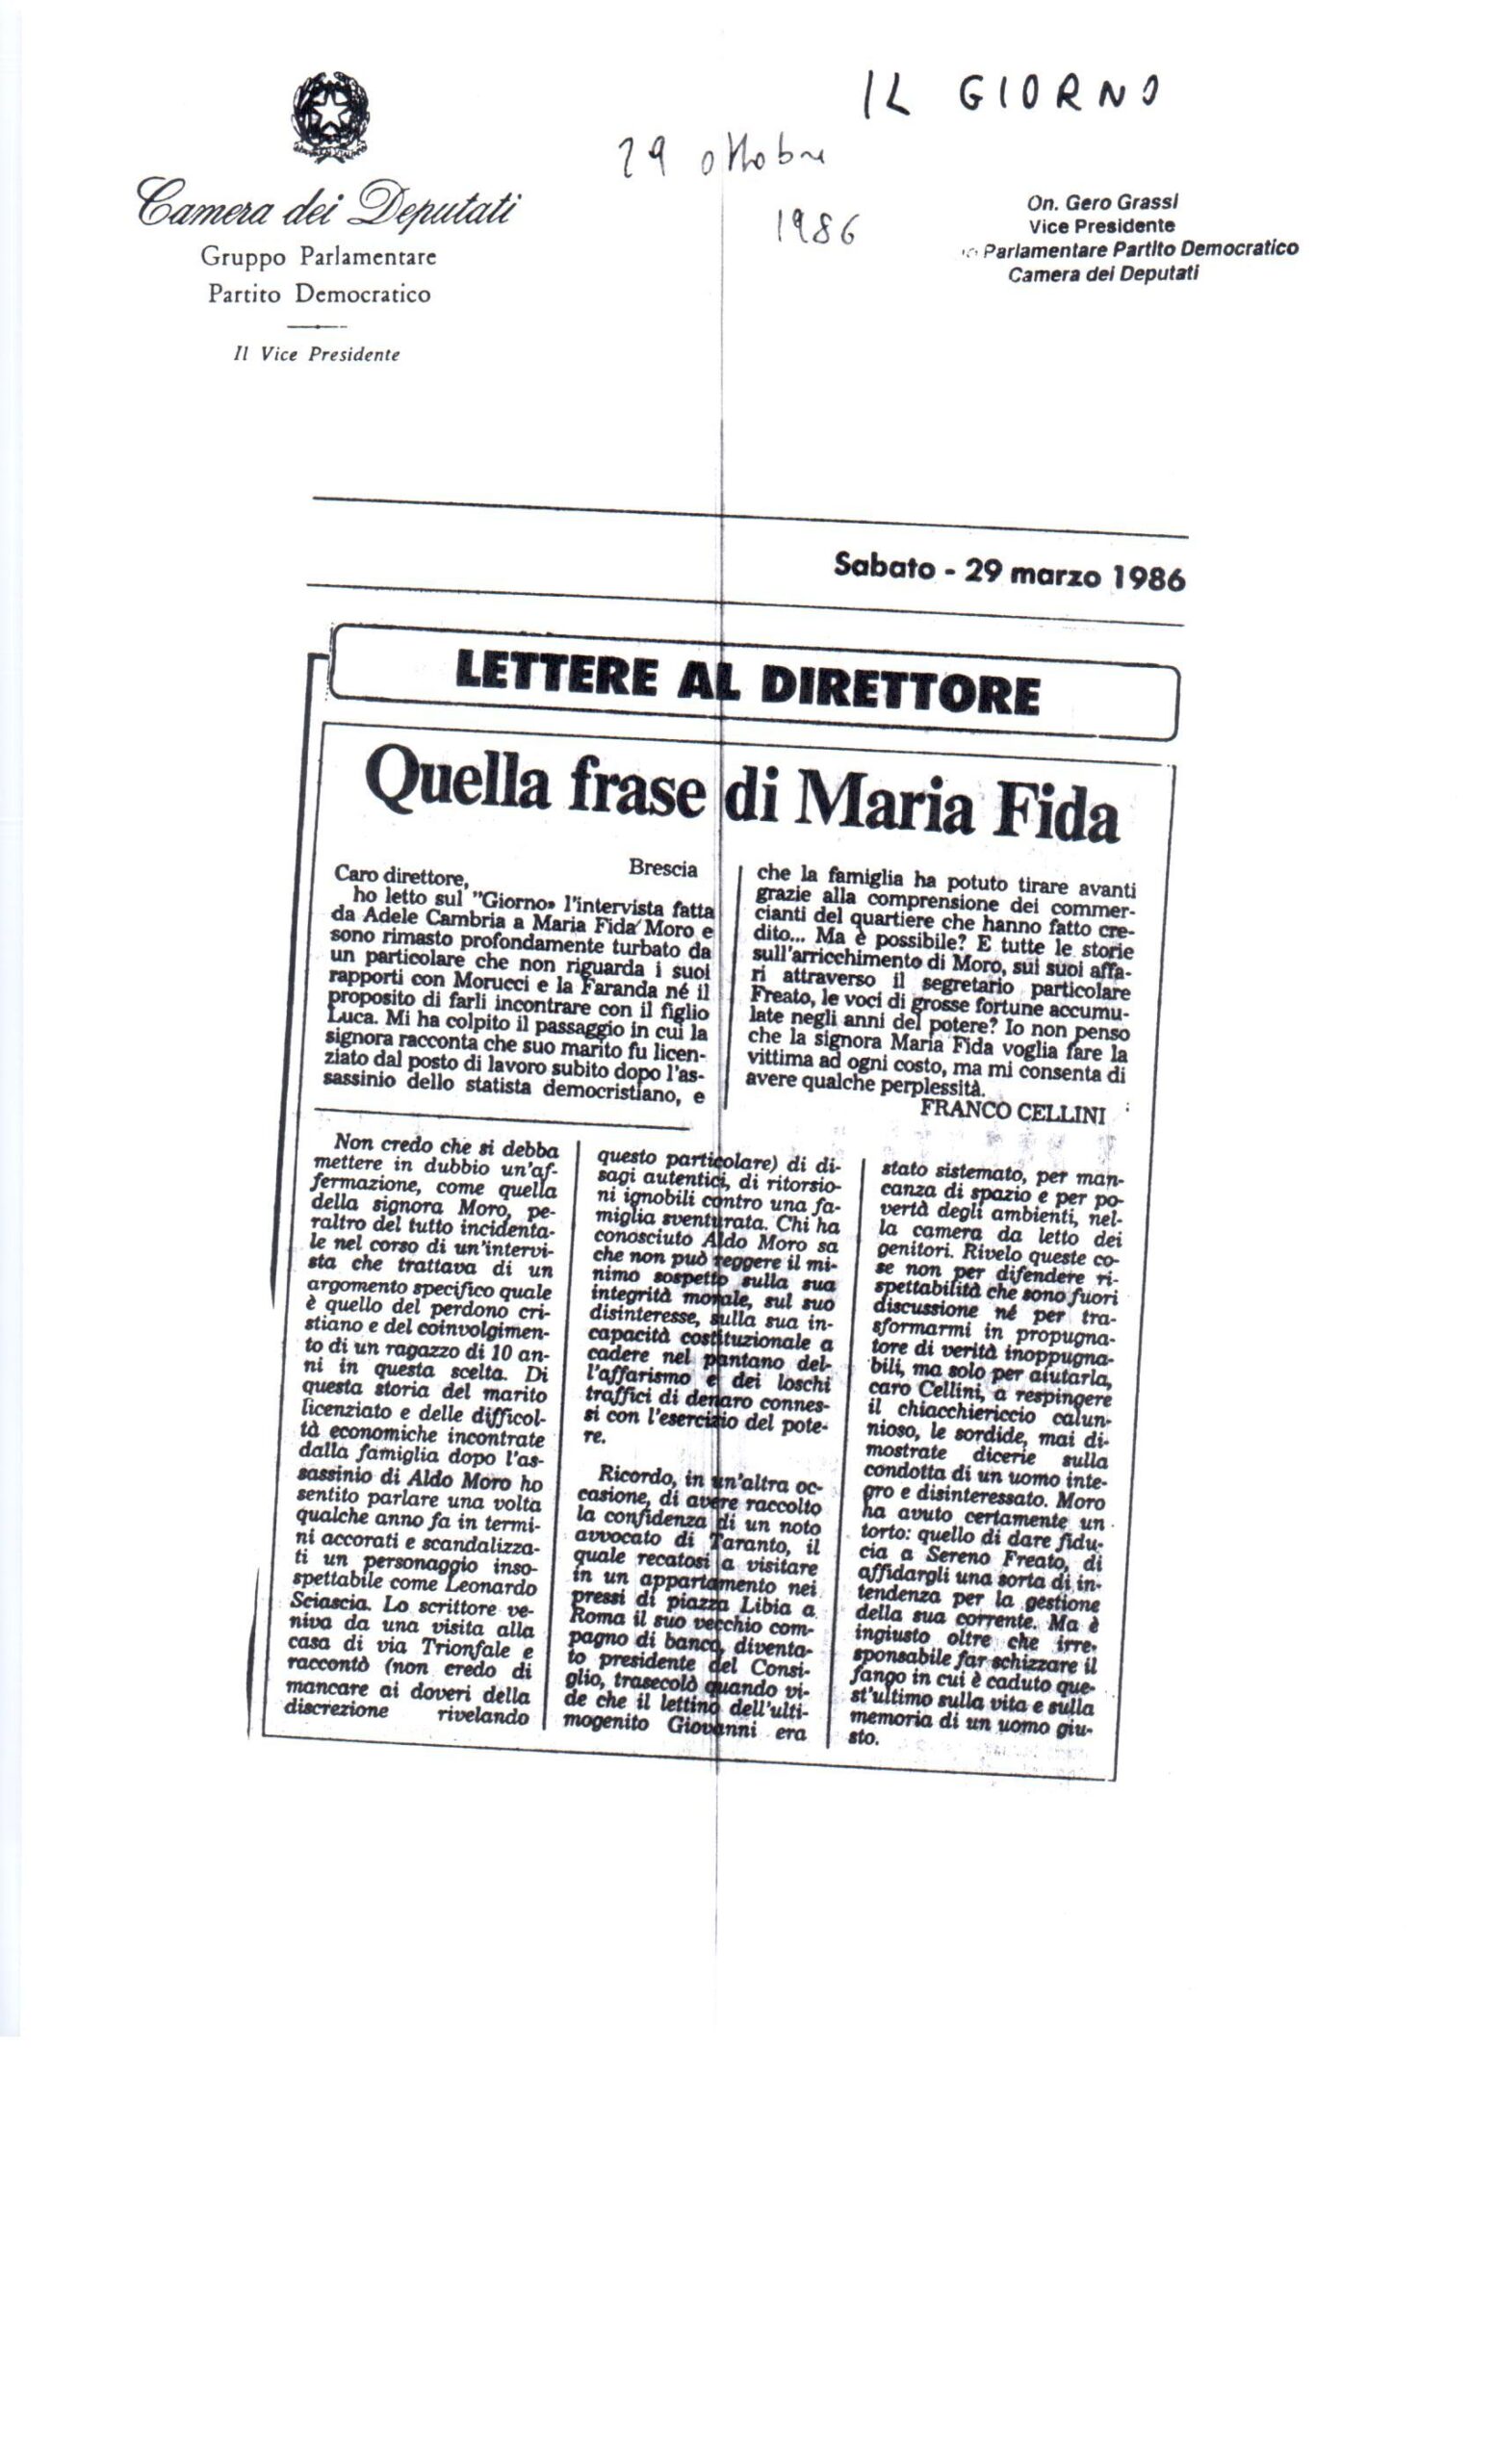 IL GIORNO
29 ottobre
1986
Camera dei Deputati
Gruppo Parlamentare
Partito Democratico
Il Vice Presidente
On. Gero Grassi
Vice Presidente
Parlamentare Partito Democratico
Camera dei Deputati
Sabato - 29 marzo 1986
LETTERE AL DIRETTORE
Quella frase di Maria Fida
Brescia
Caro direttore,
ho letto sul "Giorno» l'intervista fatta
da Adele Cambria a Maria Fida Moro e
sono rimasto profondamente turbato da
un particolare che non riguarda i suoi
rapporti con Morucci e la Faranda né il
proposito di farli incontrare con il figlio
Luca. Mi ha colpito il passaggio in cui la
signora racconta che suo marito fu licen-
ziato dal posto di lavoro subito dopo l'as-
sassinio dello statista democristiano, e
che la famiglia ha potuto tirare avanti
grazie alla comprensione dei commer-
cianti del quartiere che hanno fatto cre-
dito... Ma è possibile? E tutte le storie
sull'arricchimento di Moro, sui suoi affa-
ri attraverso il segretario particolare
Freato, le voci di grosse fortune accumu-
late negli anni del potere? Io non penso
che la signora Maria Fida voglia fare la
vittima ad ogni costo, ma mi consenta di
avere qualche perplessità.
FRANCO CELLINI
Non credo che si debba
mettere in dubbio un'af-
fermazione, come quella
della signora Moro, pe-
raltro del tutto incidenta-
le nel corso di un'intervi-
sta che trattava di un
argomento specifico quale
è quello del perdono cri-
stiano e del coinvolgimen-
to di un ragazzo di 10 an-
ni in questa scelta. Di
questa storia del marito
licenziato e delle difficol-
tà economiche incontrate
dalla famiglia dopo l'as-
sassinio di Aldo Moro ho
sentito parlare una volta
qualche anno fa in termi-
ni accorati e scandalizza-
ti un personaggio inso-
spettabile come Leonardo
Sciascia. Lo scrittore ve-
niva da una visita alla
casa di via Trionfale e
raccontò (non credo di
mancare ai doveri della
discrezione rivelando
questo particolare) di di-
sagi autentici, di ritorsio-
ni ignobili contro una fa-
miglia sventurata. Chi ha
conosciuto Aldo Moro sa
che non può reggere il mi-
nimo sospetto sulla sua
integrità morale, sul suo
disinteresse, sulla sua in-
capacità costituzionale a
cadere nel pantano del-
l'affarismo e dei loschi
traffici di denaro connes-
si con l'esercizio del pote-
re.
Ricordo, in un'altra oc-
casione, di avere raccolto
la confidenza di un noto
avvocato di Taranto, il
quale recatosi a visitare
in un appartamento nei
pressi di piazza Libia a
Roma il suo vecchio com-
pagno di banco, diventa-
to presidente del Consi-
glio, trasecolò quando vi-
de che il lettino dell'ulti-
mogenito Giovanni era
stato sistemato, per man-
canza di spazio e per po-
vertà degli ambienti, nel-
la camera da letto dei
genitori. Rivelo queste co-
se non per difendere ri-
spettabilità che sono fuori
discussione né per tra-
sformarmi in propugna-
tore di verità inoppugna-
bili, ma solo per aiutarla,
caro Cellini, a respingere
il chiacchiericcio calun-
nioso, le sordide, mai di-
mostrate dicerie sulla
condotta di un uomo inte-
gro e disinteressato. Moro
ha avuto certamente un
torto: quello di dare fidu-
cia a Sereno Freato, di
affidargli una sorta di in-
tendenza per la gestione
della sua corrente. Ma è
ingiusto oltre che irre-
sponsabile far schizzare il
fango in cui è caduto que-
st'ultimo sulla vita e sulla
memoria di un uomo giu-
sto.